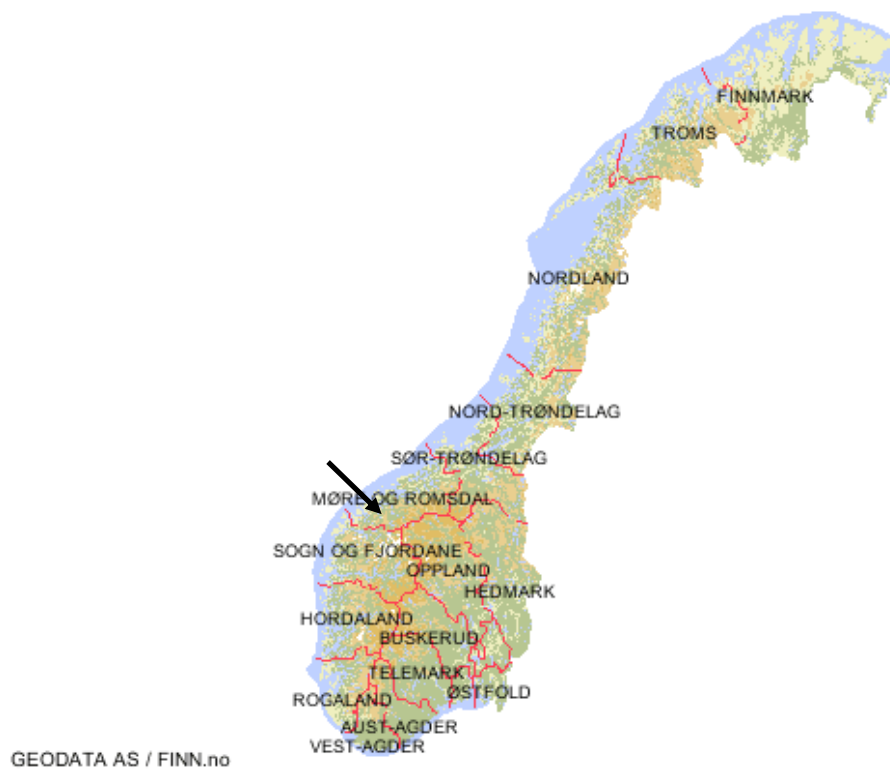 FINNMARK
TROMS
NORDLAND
NORD-TRØNDELAG
SØR-TRØNDELAG
MØRE OG ROMSDAL
SOGN OG FJORDANE
OPPLAND
HEDMARK
HORDALAND
BUSKERUD
TELEMARK
ØSTFOLD
ROGALAND
AUST-AGDER
VEST-AGDER
GEODATA AS / FINN.no